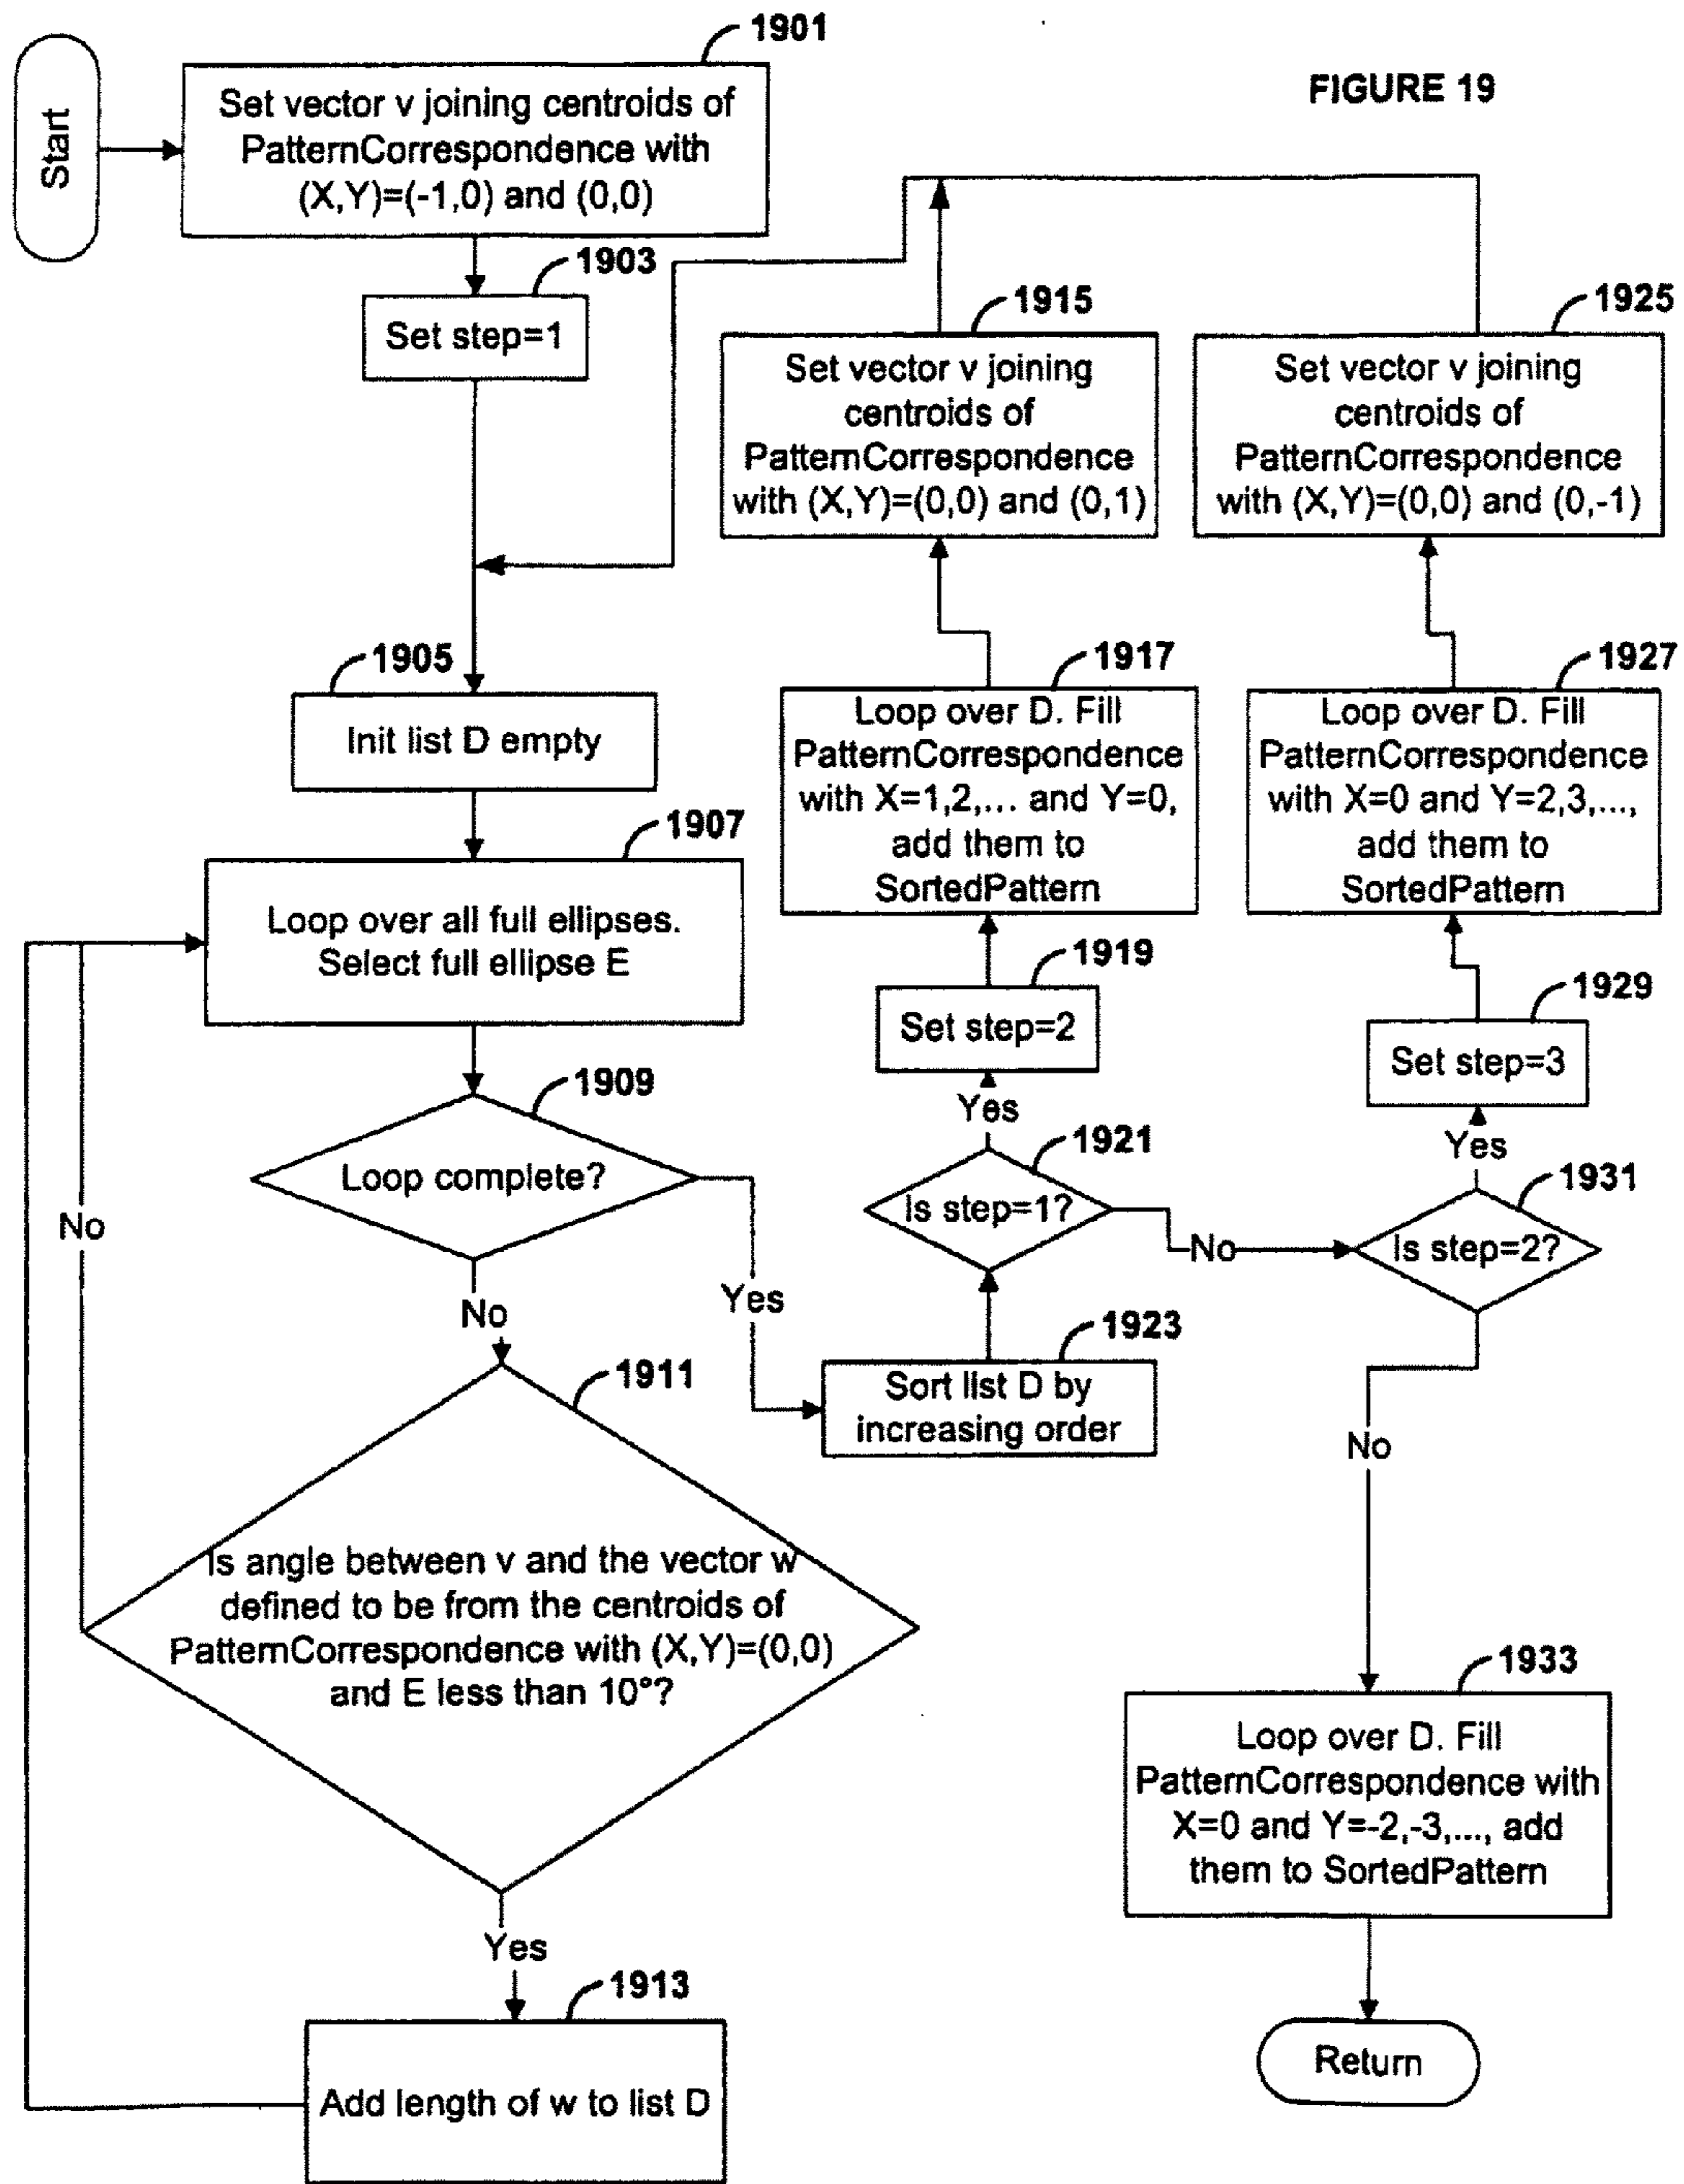 FIGURE 19
Start
1901
Set vector v joining centroids of
PatternCorrespondence with
(X,Y)=(-1,0) and (0,0)
1903
Set step=1
1905
Init list D empty
1907
Loop over all full ellipses.
Select full ellipse E
1909
Loop complete?
No
Yes
1911
Is angle between v and the vector w
defined to be from the centroids of
PatternCorrespondence with (X,Y)=(0,0)
and E less than 10°?
No
Yes
1913
Add length of w to list D
1915
Set vector v joining
centroids of
PatternCorrespondence
with (X,Y)=(0,0) and (0,1)
1917
Loop over D. Fill
PatternCorrespondence
with X=1,2,... and Y=0,
add them to
SortedPattern
1919
Set step=2
Yes
1921
Is step=1?
No
1923
Sort list D by
increasing order
1925
Set vector v joining
centroids of
PatternCorrespondence
with (X,Y)=(0,0) and (0,-1)
1927
Loop over D. Fill
PatternCorrespondence
with X=0 and Y=2,3,...,
add them to
SortedPattern
1929
Set step=3
Yes
1931
Is step=2?
No
1933
Loop over D. Fill
PatternCorrespondence with
X=0 and Y=-2,-3,..., add
them to SortedPattern
Return